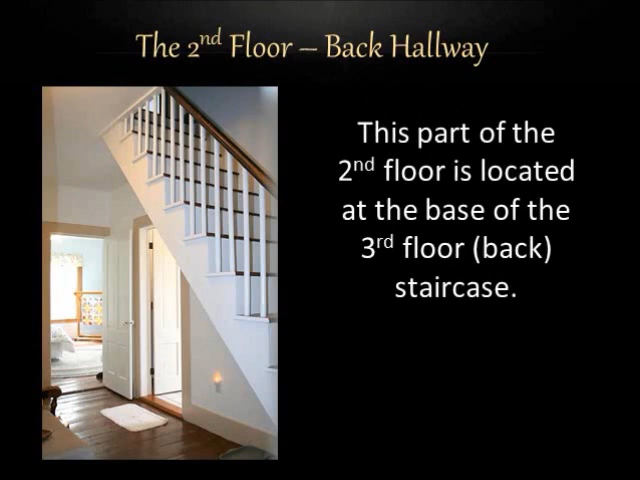 The 2nd Floor – Back Hallway
This part of the
2nd floor is located
at the base of the
3rd floor (back)
staircase.